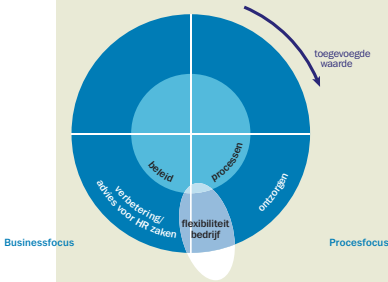 toegevoegde
waarde
beleid
processen
verbetering/
advies voor HR zaken
flexibiliteit
bedrijf
ontzorgen
Businessfocus
Procesfocus